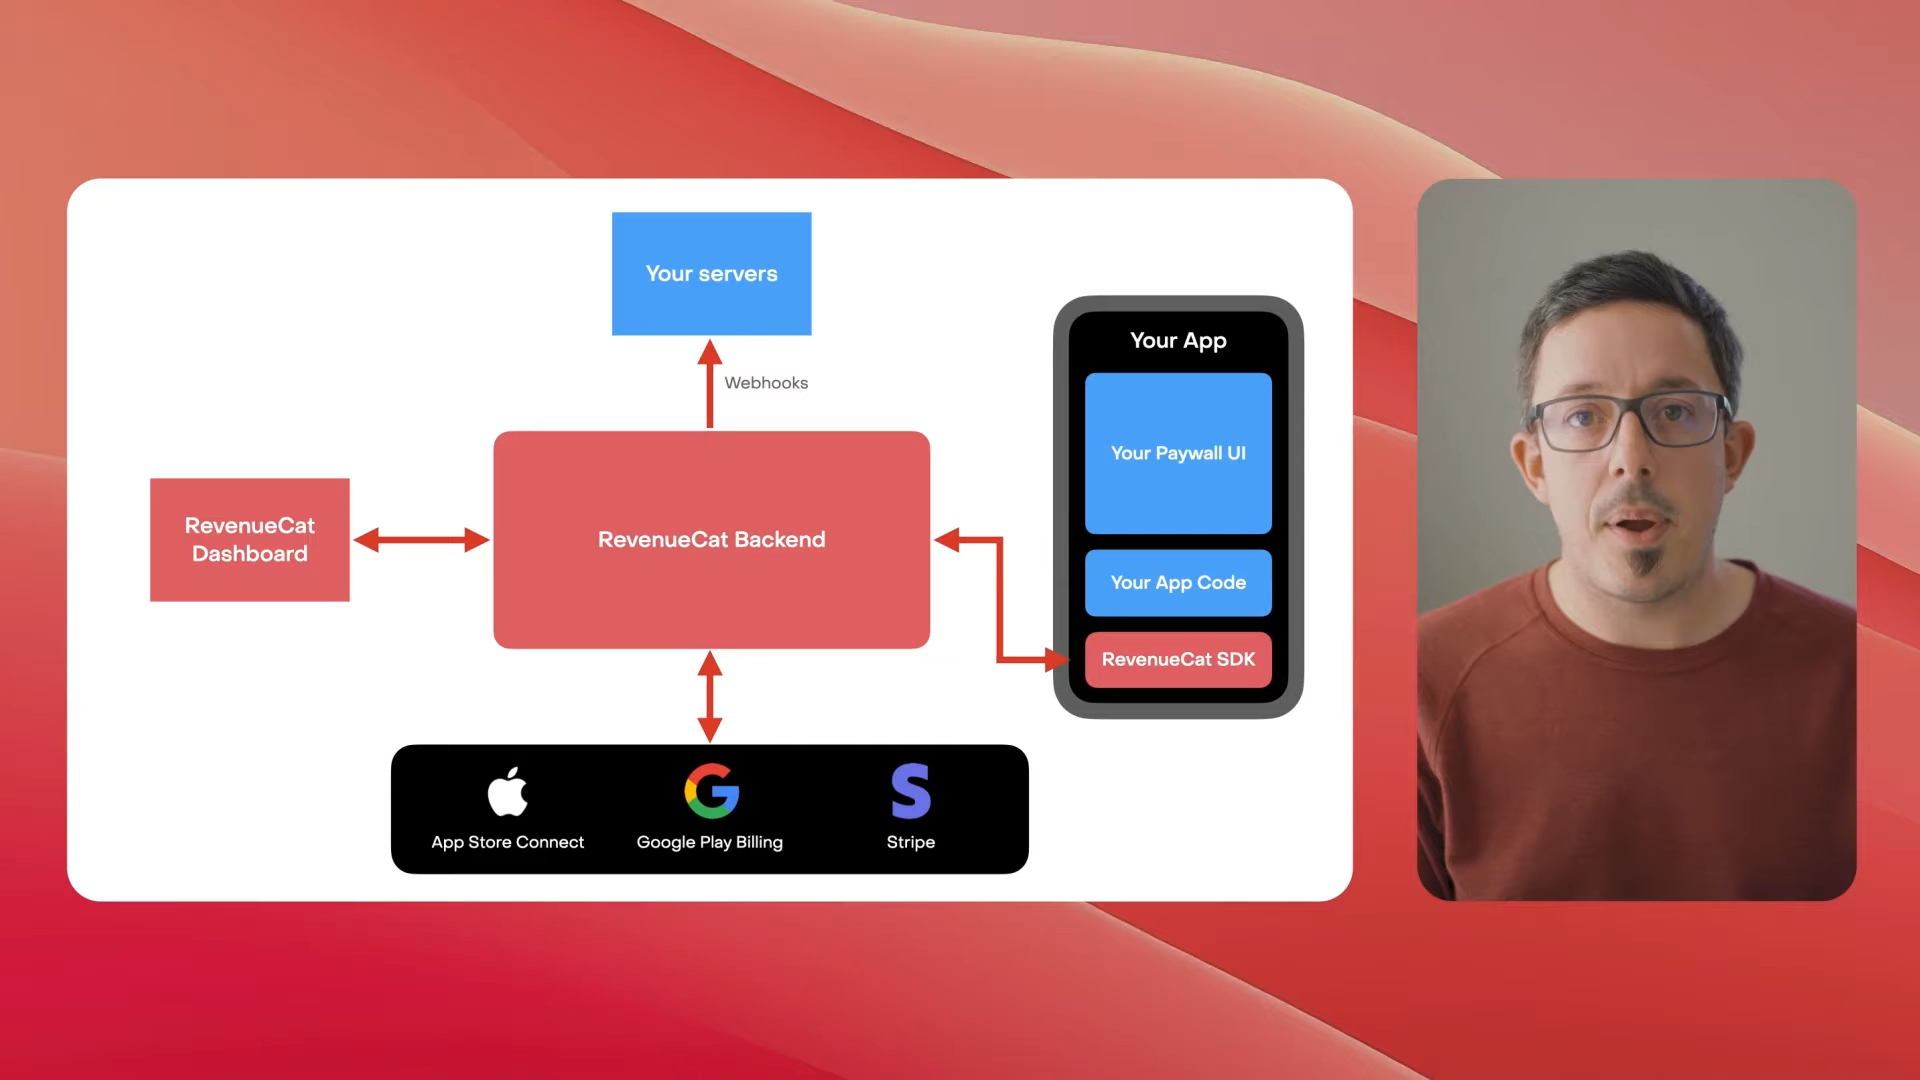 Your servers
Webhooks
Your App
Your Paywall UI
RevenueCat
Dashboard
RevenueCat Backend
Your App Code
RevenueCat SDK
App Store Connect
Google Play Billing
Stripe